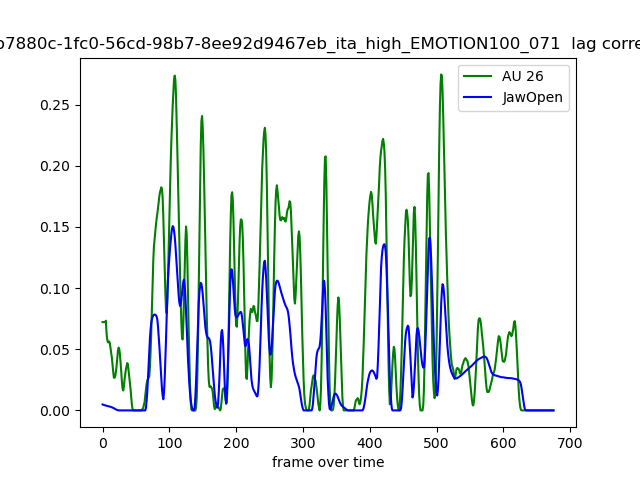 b7880c-1fc0-56cd-98b7-8ee92d9467eb_ita_high_EMOTION100_071 lag corre
AU 26
JawOpen
0.25
0.20
0.15
0.10
0.05
0.00
0 100 200 300 400 500 600 700
frame over time